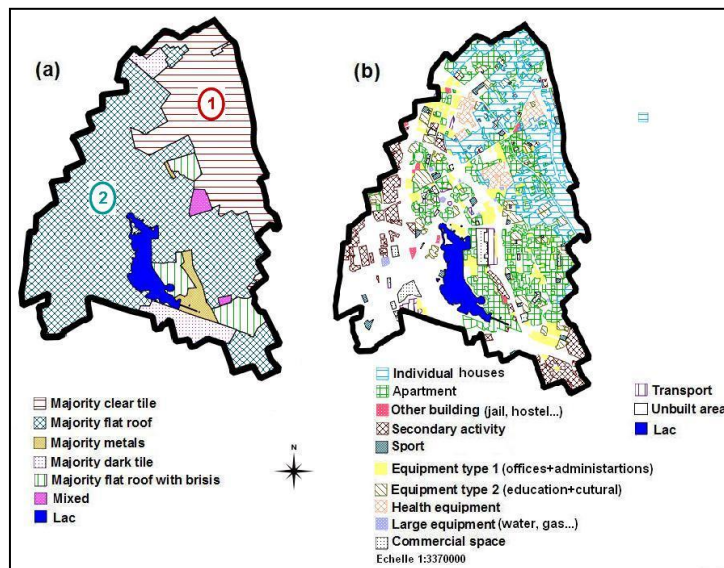 (a)
1
2
Majority clear tile
Majority flat roof
Majority metals
Majority dark tile
Majority flat roof with brisis
Mixed
Lac
N
(b)
Individual houses
Apartment
Other building (jail, hostel...)
Secondary activity
Sport
Equipment type 1 (offices+administartions)
Equipment type 2 (education+cutural)
Health equipment
Large equipment (water, gas...)
Commercial space
Echelle 1:3370000
Transport
Unbuilt area
Lac